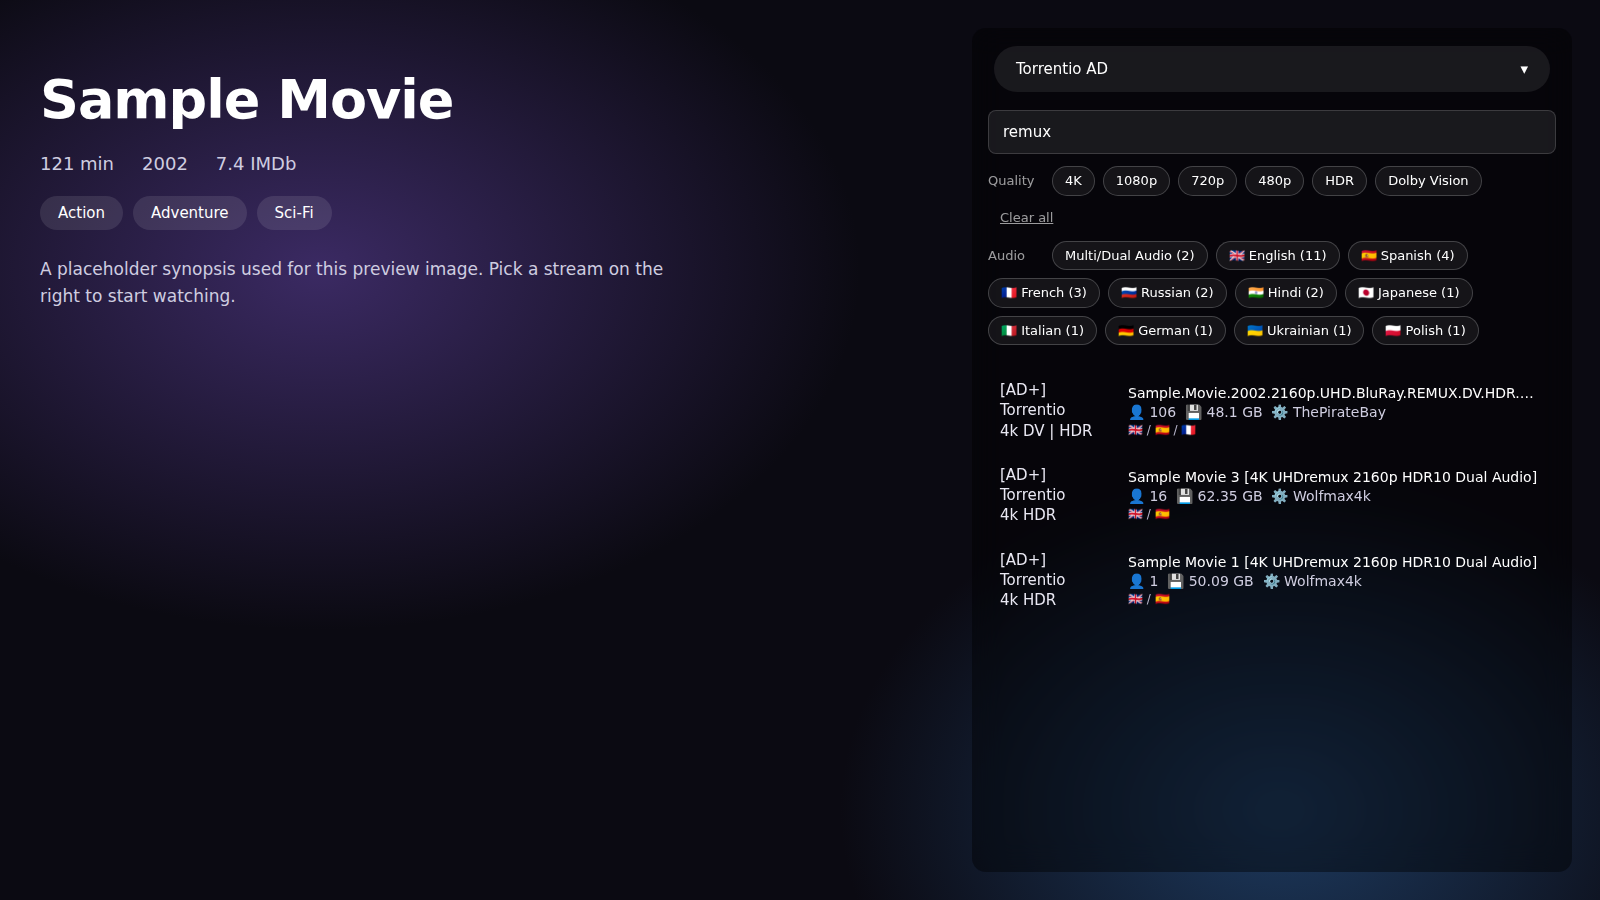 Sample Movie
121 min 2002 7.4 IMDb
Action Adventure Sci-Fi
A placeholder synopsis used for this preview image. Pick a stream on the
right to start watching.
Torrentio AD ▼
remux
Quality 4K 1080p 720p 480p HDR Dolby Vision
Clear all
Audio Multi/Dual Audio (2) 🇬🇧 English (11) 🇪🇸 Spanish (4)
🇫🇷 French (3) 🇷🇺 Russian (2) 🇮🇳 Hindi (2) 🇯🇵 Japanese (1)
🇮🇹 Italian (1) 🇩🇪 German (1) 🇺🇦 Ukrainian (1) 🇵🇱 Polish (1)
[AD+]
Torrentio
4k DV | HDR
Sample.Movie.2002.2160p.UHD.BluRay.REMUX.DV.HDR.…
👤 106 💾 48.1 GB ⚙️ ThePirateBay
🇬🇧 / 🇪🇸 / 🇫🇷
[AD+]
Torrentio
4k HDR
Sample Movie 3 [4K UHDremux 2160p HDR10 Dual Audio]
👤 16 💾 62.35 GB ⚙️ Wolfmax4k
🇬🇧 / 🇪🇸
[AD+]
Torrentio
4k HDR
Sample Movie 1 [4K UHDremux 2160p HDR10 Dual Audio]
👤 1 💾 50.09 GB ⚙️ Wolfmax4k
🇬🇧 / 🇪🇸